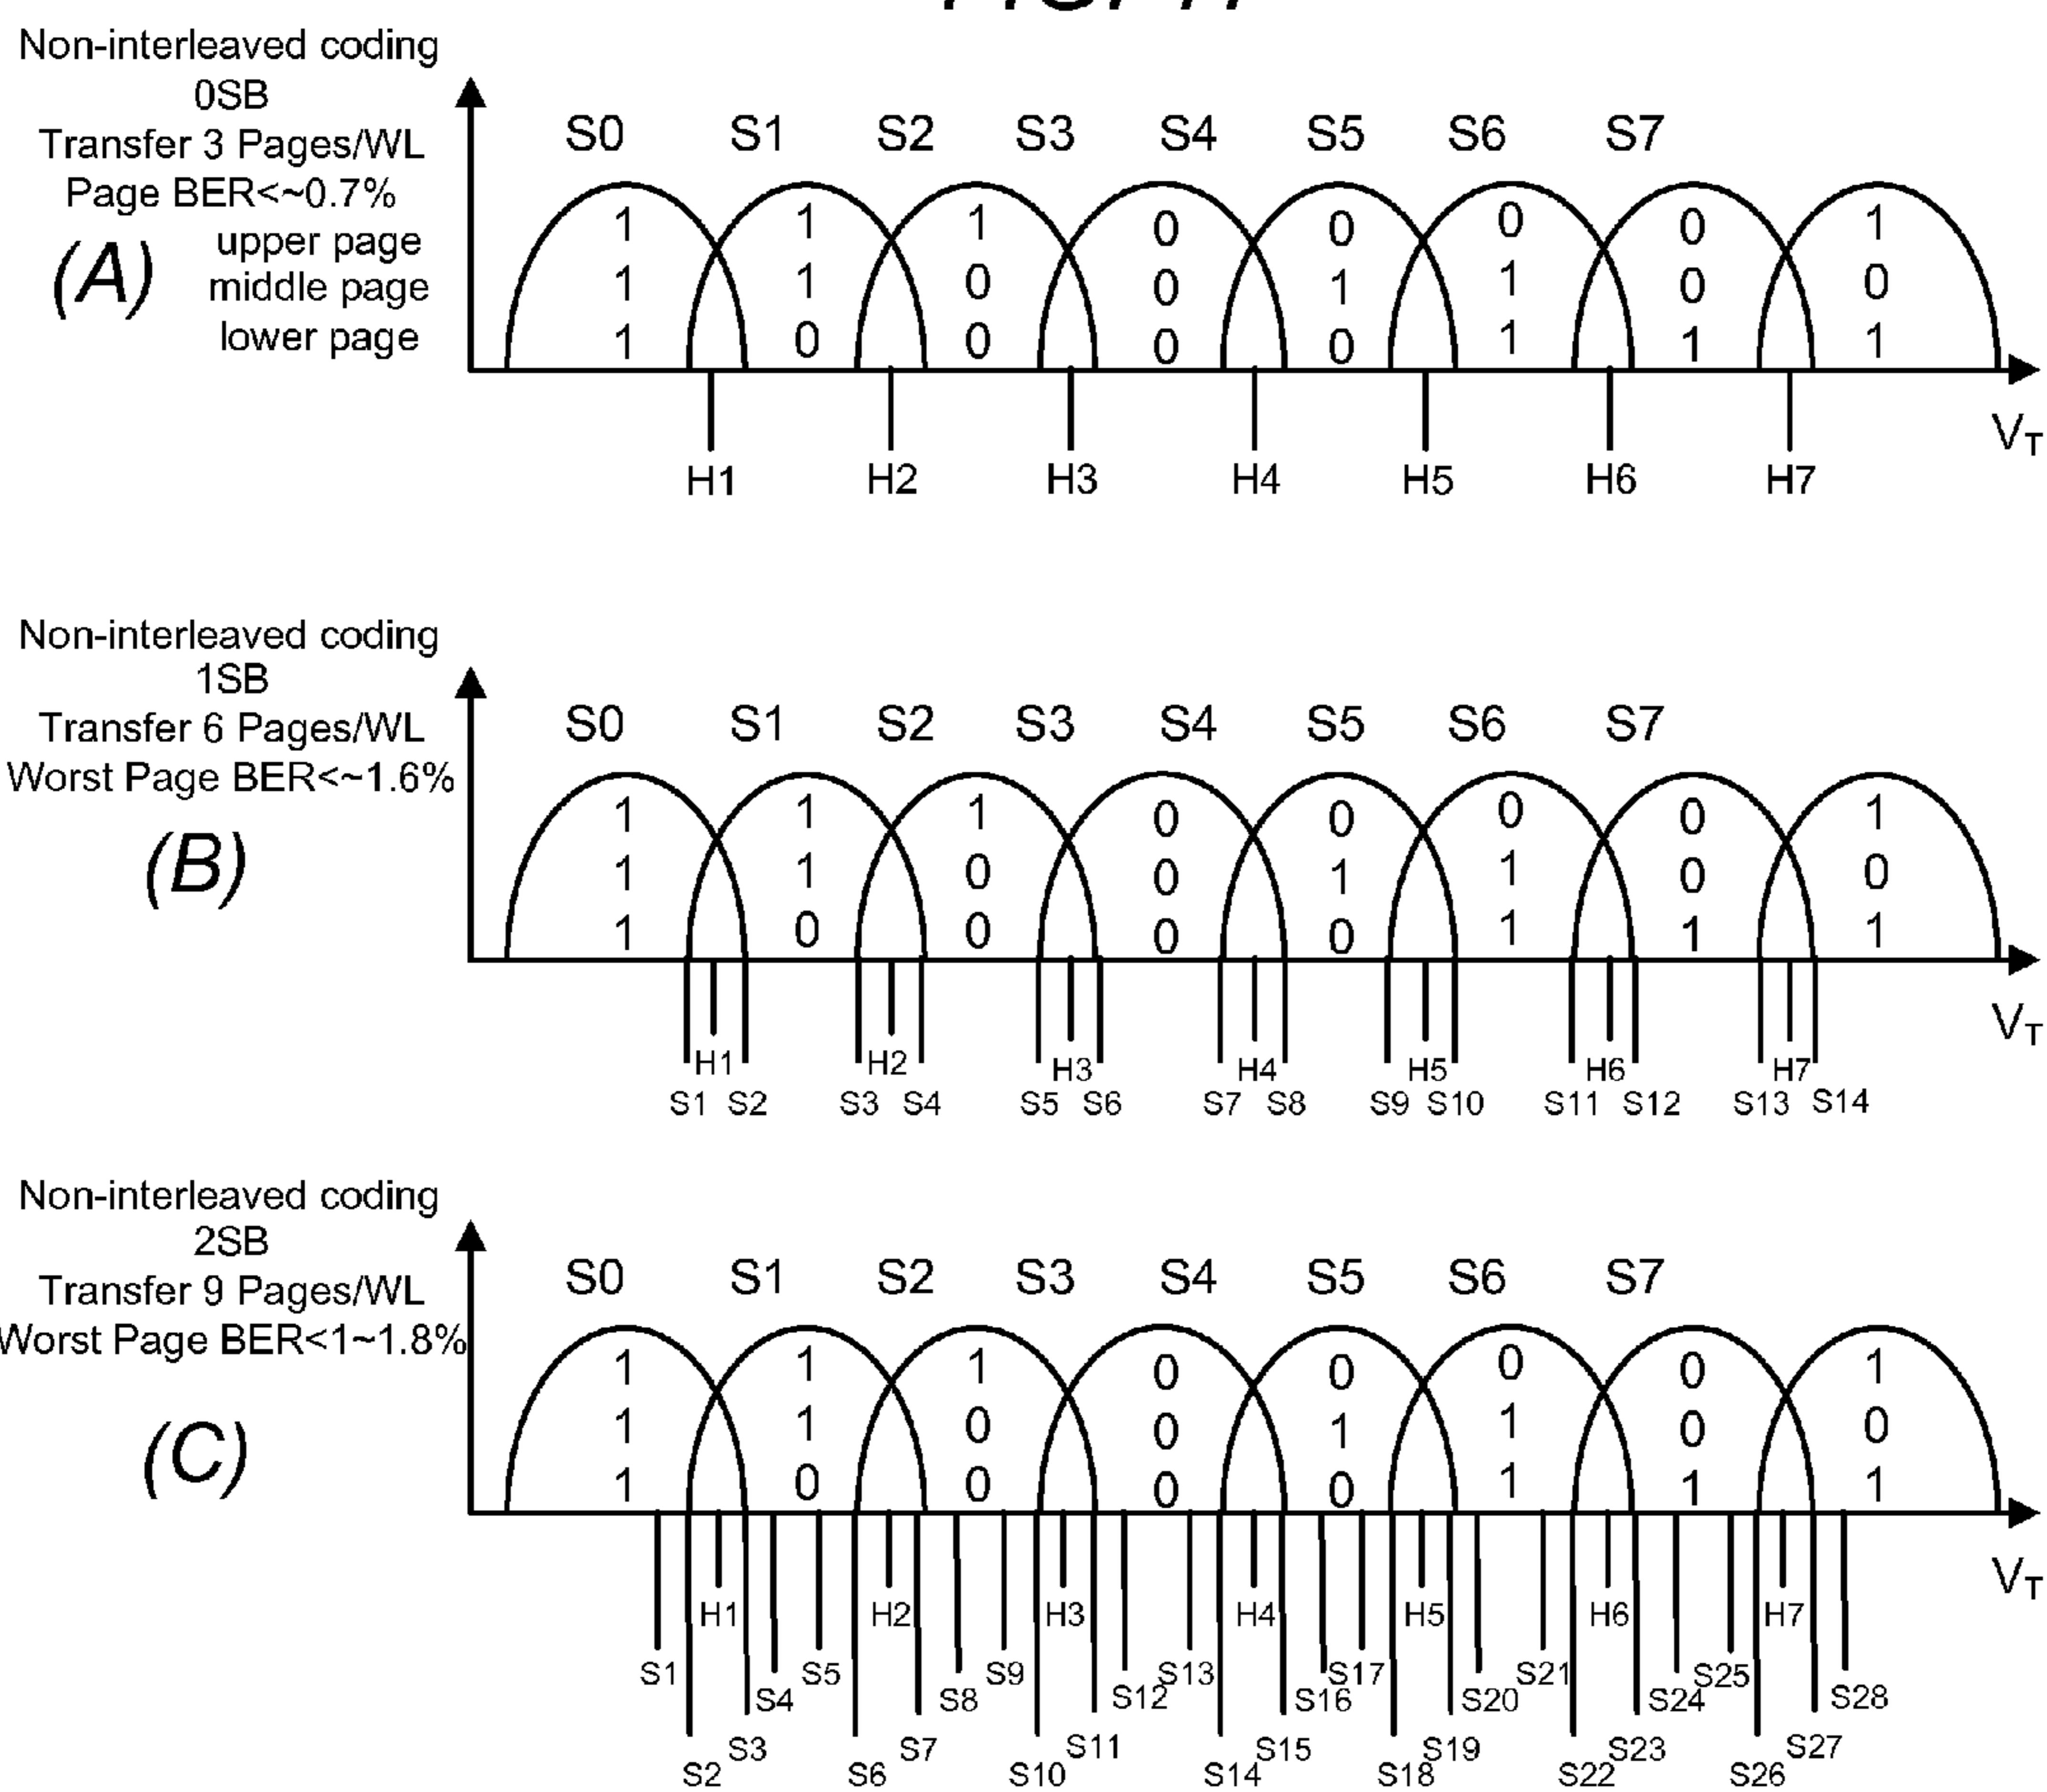 Non-interleaved coding
0SB
Transfer 3 Pages/WL
Page BER<~0.7%
(A)
upper page
middle page
lower page
S0 S1 S2 S3 S4 S5 S6 S7
1 1 1 0 0 0 0 1
1 1 0 0 1 1 0 0
1 0 0 0 0 1 1 1
VT
H1 H2 H3 H4 H5 H6 H7
Non-interleaved coding
1SB
Transfer 6 Pages/WL
Worst Page BER<~1.6%
(B)
S0 S1 S2 S3 S4 S5 S6 S7
1 1 1 0 0 0 0 1
1 1 0 0 1 1 0 0
1 0 0 0 0 1 1 1
VT
H1 H2 H3 H4 H5 H6 H7
S1 S2 S3 S4 S5 S6 S7 S8 S9 S10 S11 S12 S13 S14
Non-interleaved coding
2SB
Transfer 9 Pages/WL
Worst Page BER<1~1.8%
(C)
S0 S1 S2 S3 S4 S5 S6 S7
1 1 1 0 0 0 0 1
1 1 0 0 1 1 0 0
1 0 0 0 0 1 1 1
VT
H1 H2 H3 H4 H5 H6 H7
S1 S5 S9 S13 S17 S21 S25
S4 S8 S12 S16 S20 S24 S28
S3 S7 S11 S15 S19 S23 S27
S2 S6 S10 S14 S18 S22 S26